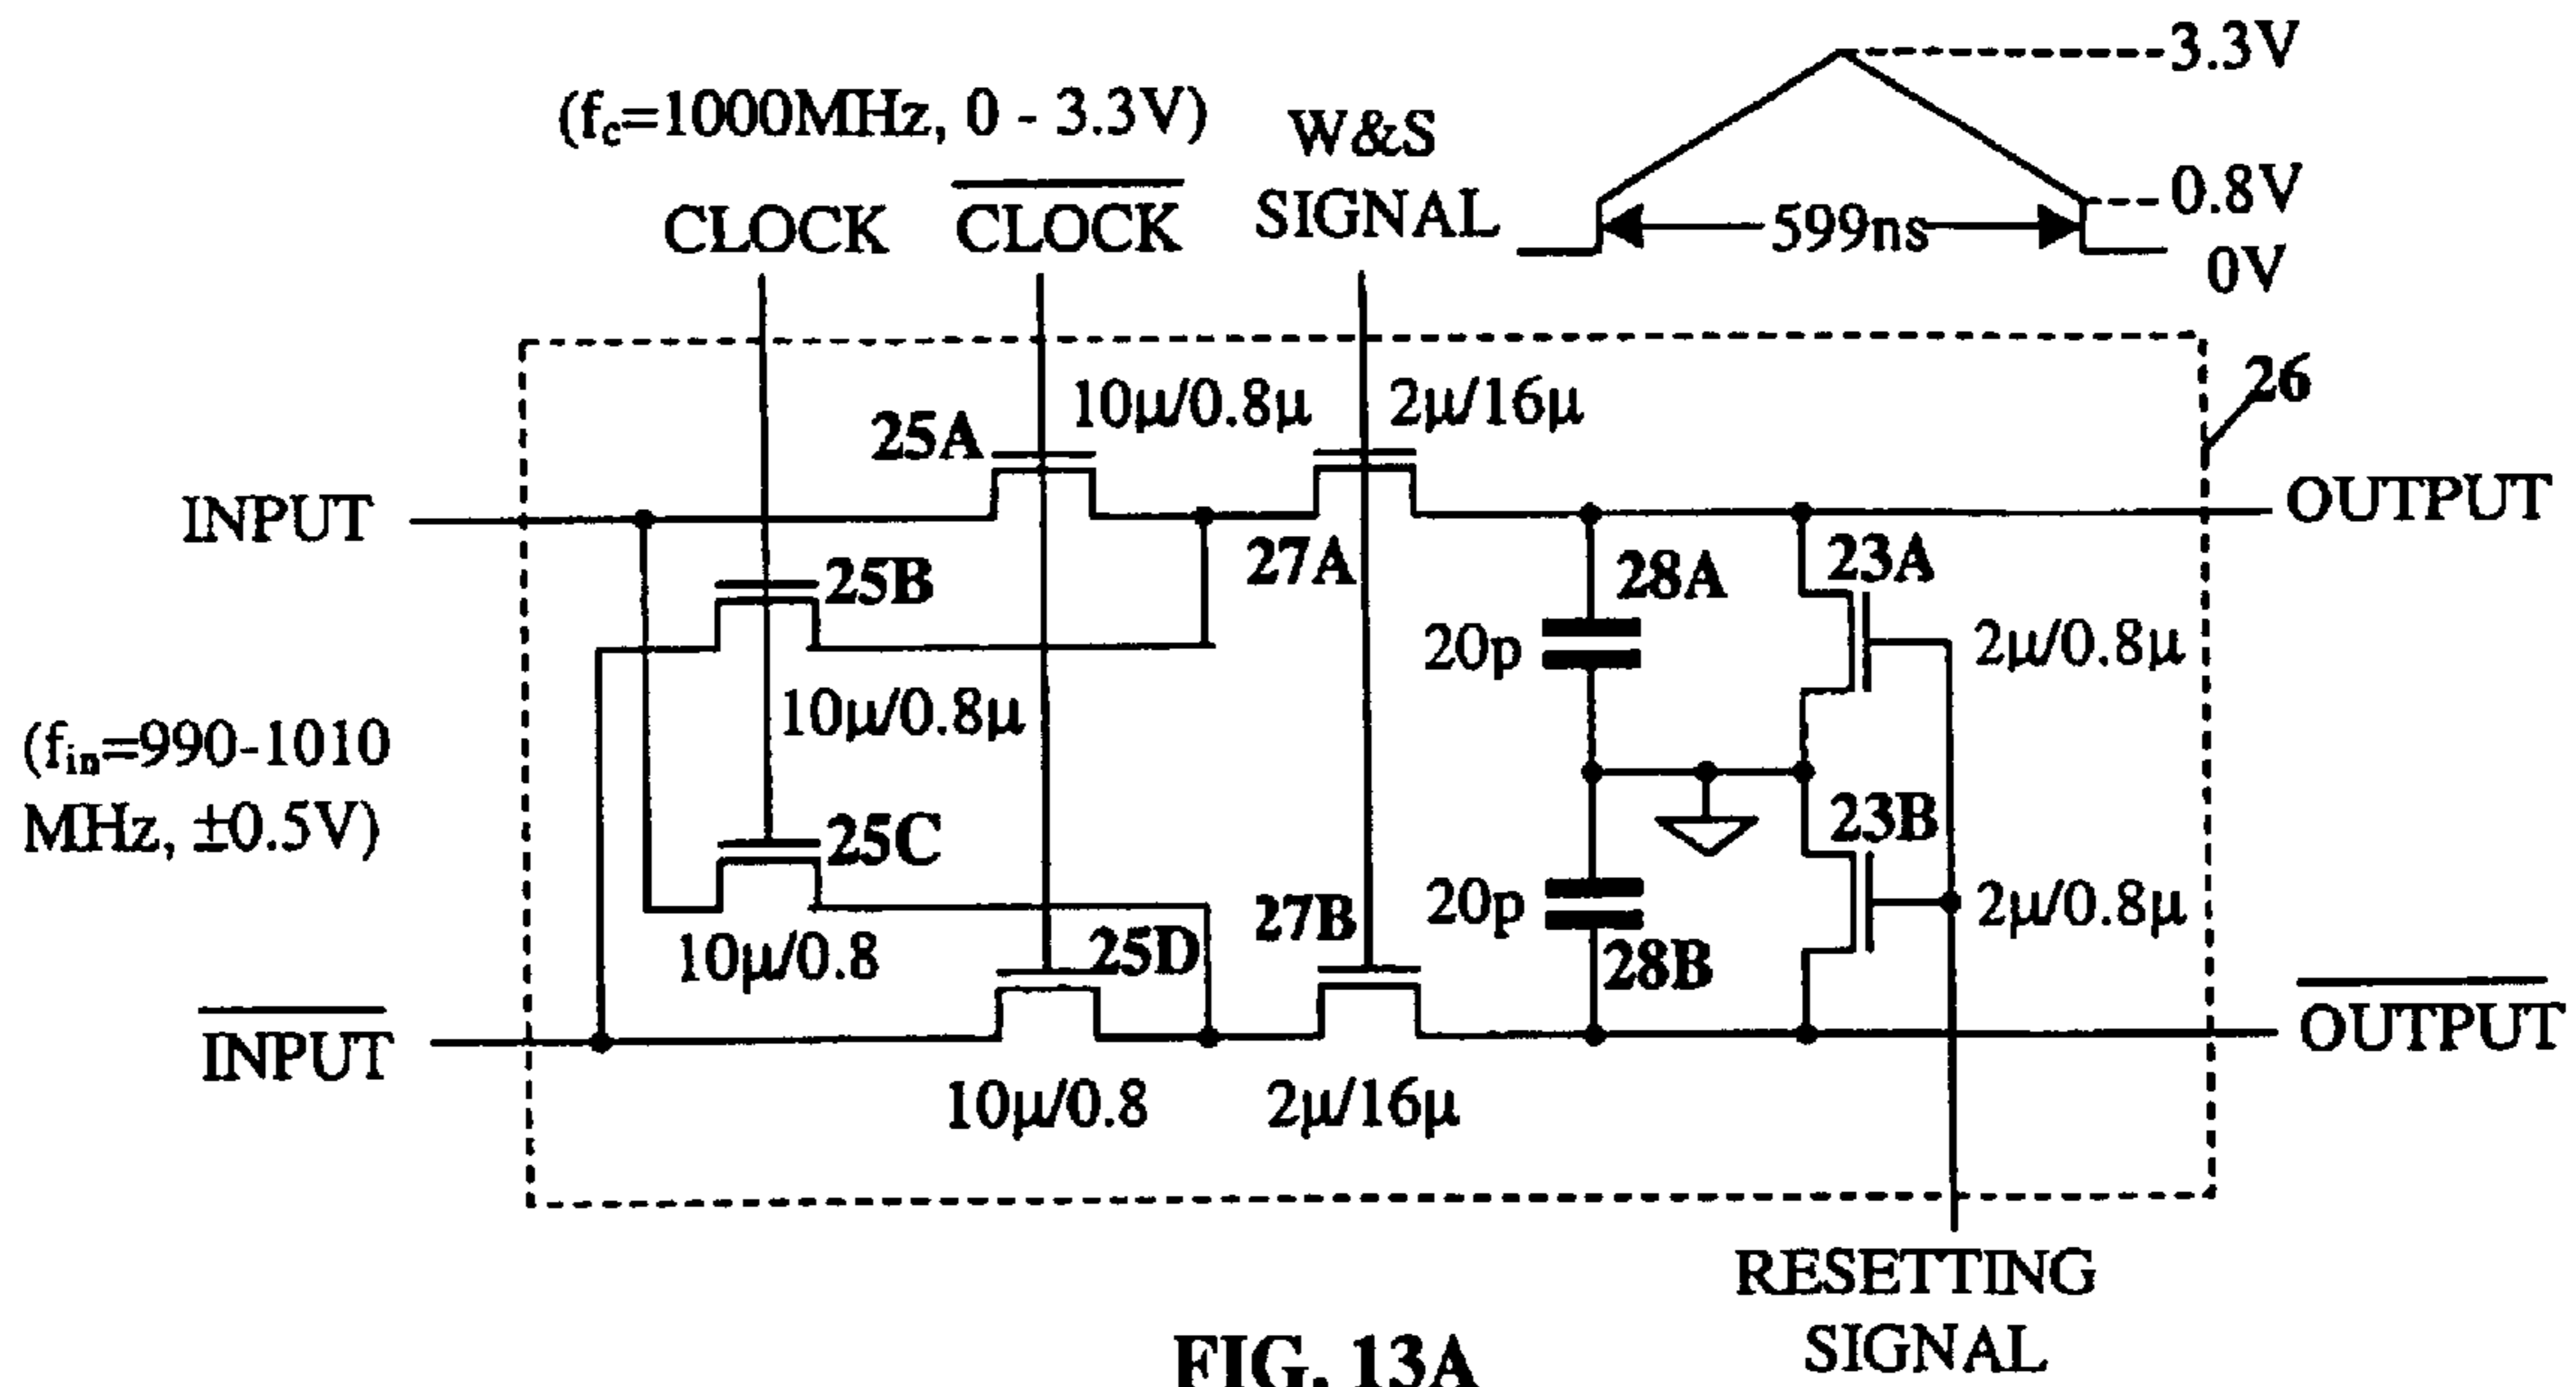 3.3V
(fc=1000MHz, 0 - 3.3V)
W&S
SIGNAL
0.8V
599ns
0V
CLOCK
CLOCK
26
10μ/0.8μ
2μ/16μ
25A
INPUT
OUTPUT
27A
25B
28A
23A
20p
2μ/0.8μ
10μ/0.8μ
(fin=990-1010
MHz, ±0.5V)
25C
23B
27B
20p
2μ/0.8μ
10μ/0.8
25D
28B
INPUT
OUTPUT
10μ/0.8
2μ/16μ
RESETTING
SIGNAL
FIG. 13A